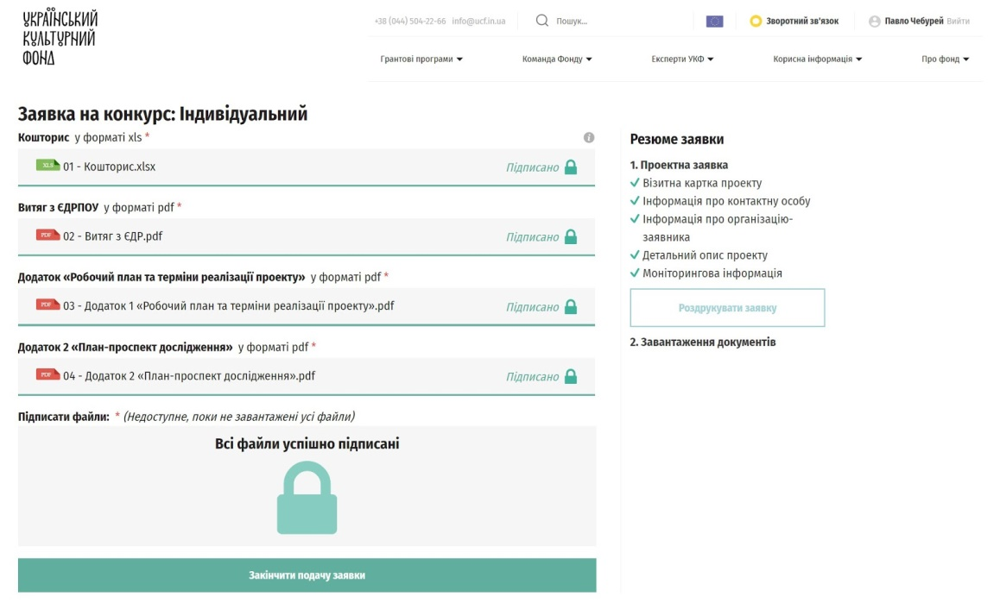 УКРАЇНСЬКИЙ
КУЛЬТУРНИЙ
ФОНД
+38 (044) 504-22-66 info@ucf.in.ua
Пошук...
Зворотний зв'язок
Павло Чебурей Вийти
Грантові програми
Команда Фонду
Експерти УКФ
Корисна інформація
Про фонд
Заявка на конкурс: Індивідуальний
Кошторис у форматі xls *
XLS 01 - Кошторис.xlsx Підписано
Витяг з ЄДРПОУ у форматі pdf *
PDF 02 - Витяг з ЄДР.pdf Підписано
Додаток «Робочий план та терміни реалізації проекту» у форматі pdf *
PDF 03 - Додаток 1 «Робочий план та терміни реалізації проекту».pdf Підписано
Додаток 2 «План-проспект дослідження» у форматі pdf *
PDF 04 - Додаток 2 «План-проспект дослідження».pdf Підписано
Підписати файли: * (Недоступне, поки не завантажені усі файли)
Всі файли успішно підписані
Закінчити подачу заявки
Резюме заявки
1. Проектна заявка
Візитна картка проекту
Інформація про контактну особу
Інформація про організацію-
заявника
Детальний опис проекту
Моніторингова інформація
Роздрукувати заявку
2. Завантаження документів